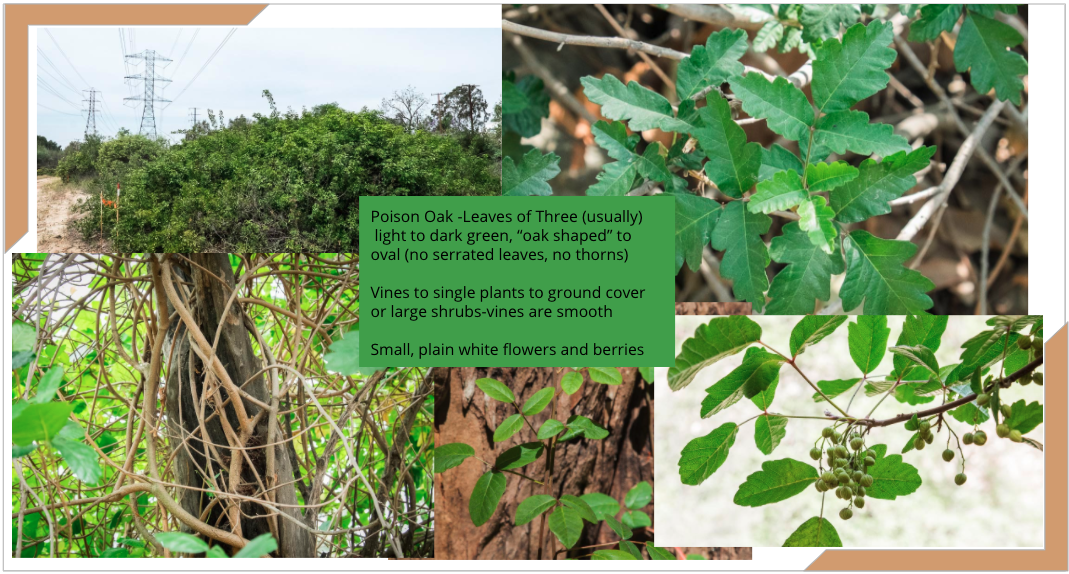 Poison Oak -Leaves of Three (usually)
light to dark green, “oak shaped” to
oval (no serrated leaves, no thorns)
Vines to single plants to ground cover
or large shrubs-vines are smooth
Small, plain white flowers and berries